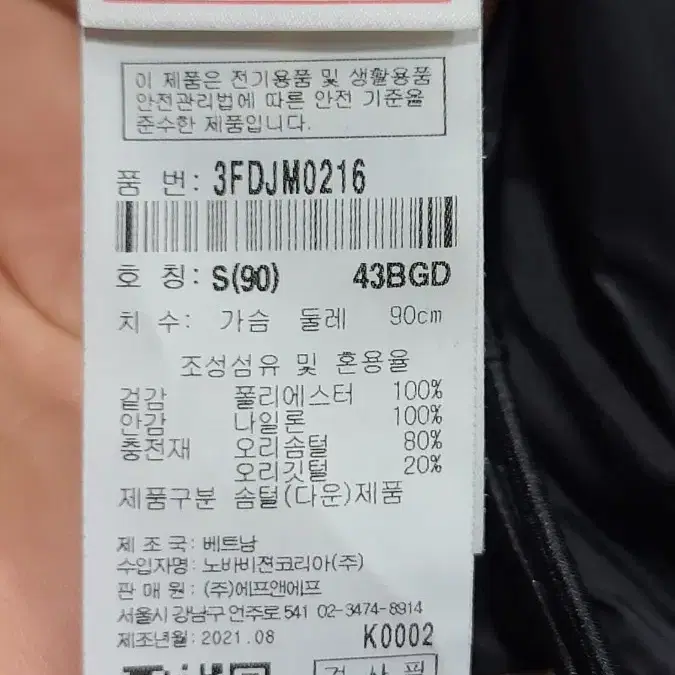 이 제품은 전기용품 및 생활용품
안전관리법에 따른 안전 기준을
준수한 제품입니다.
품 번: 3FDJM0216
호 칭: S(90) 43BGD
치 수: 가슴 둘레 90cm
조성섬유 및 혼용율
겉감 폴리에스터 100%
안감 나일론 100%
충전재 오리솜털 80%
오리깃털 20%
제품구분 솜털(다운)제품
제 조 국: 베트남
수입자명: 노바비젼코리아(주)
판 매 원: (주)에프앤에프
서울시 강남구 언주로 541 02-3474-8914
제조년월: 2021.08 K0002